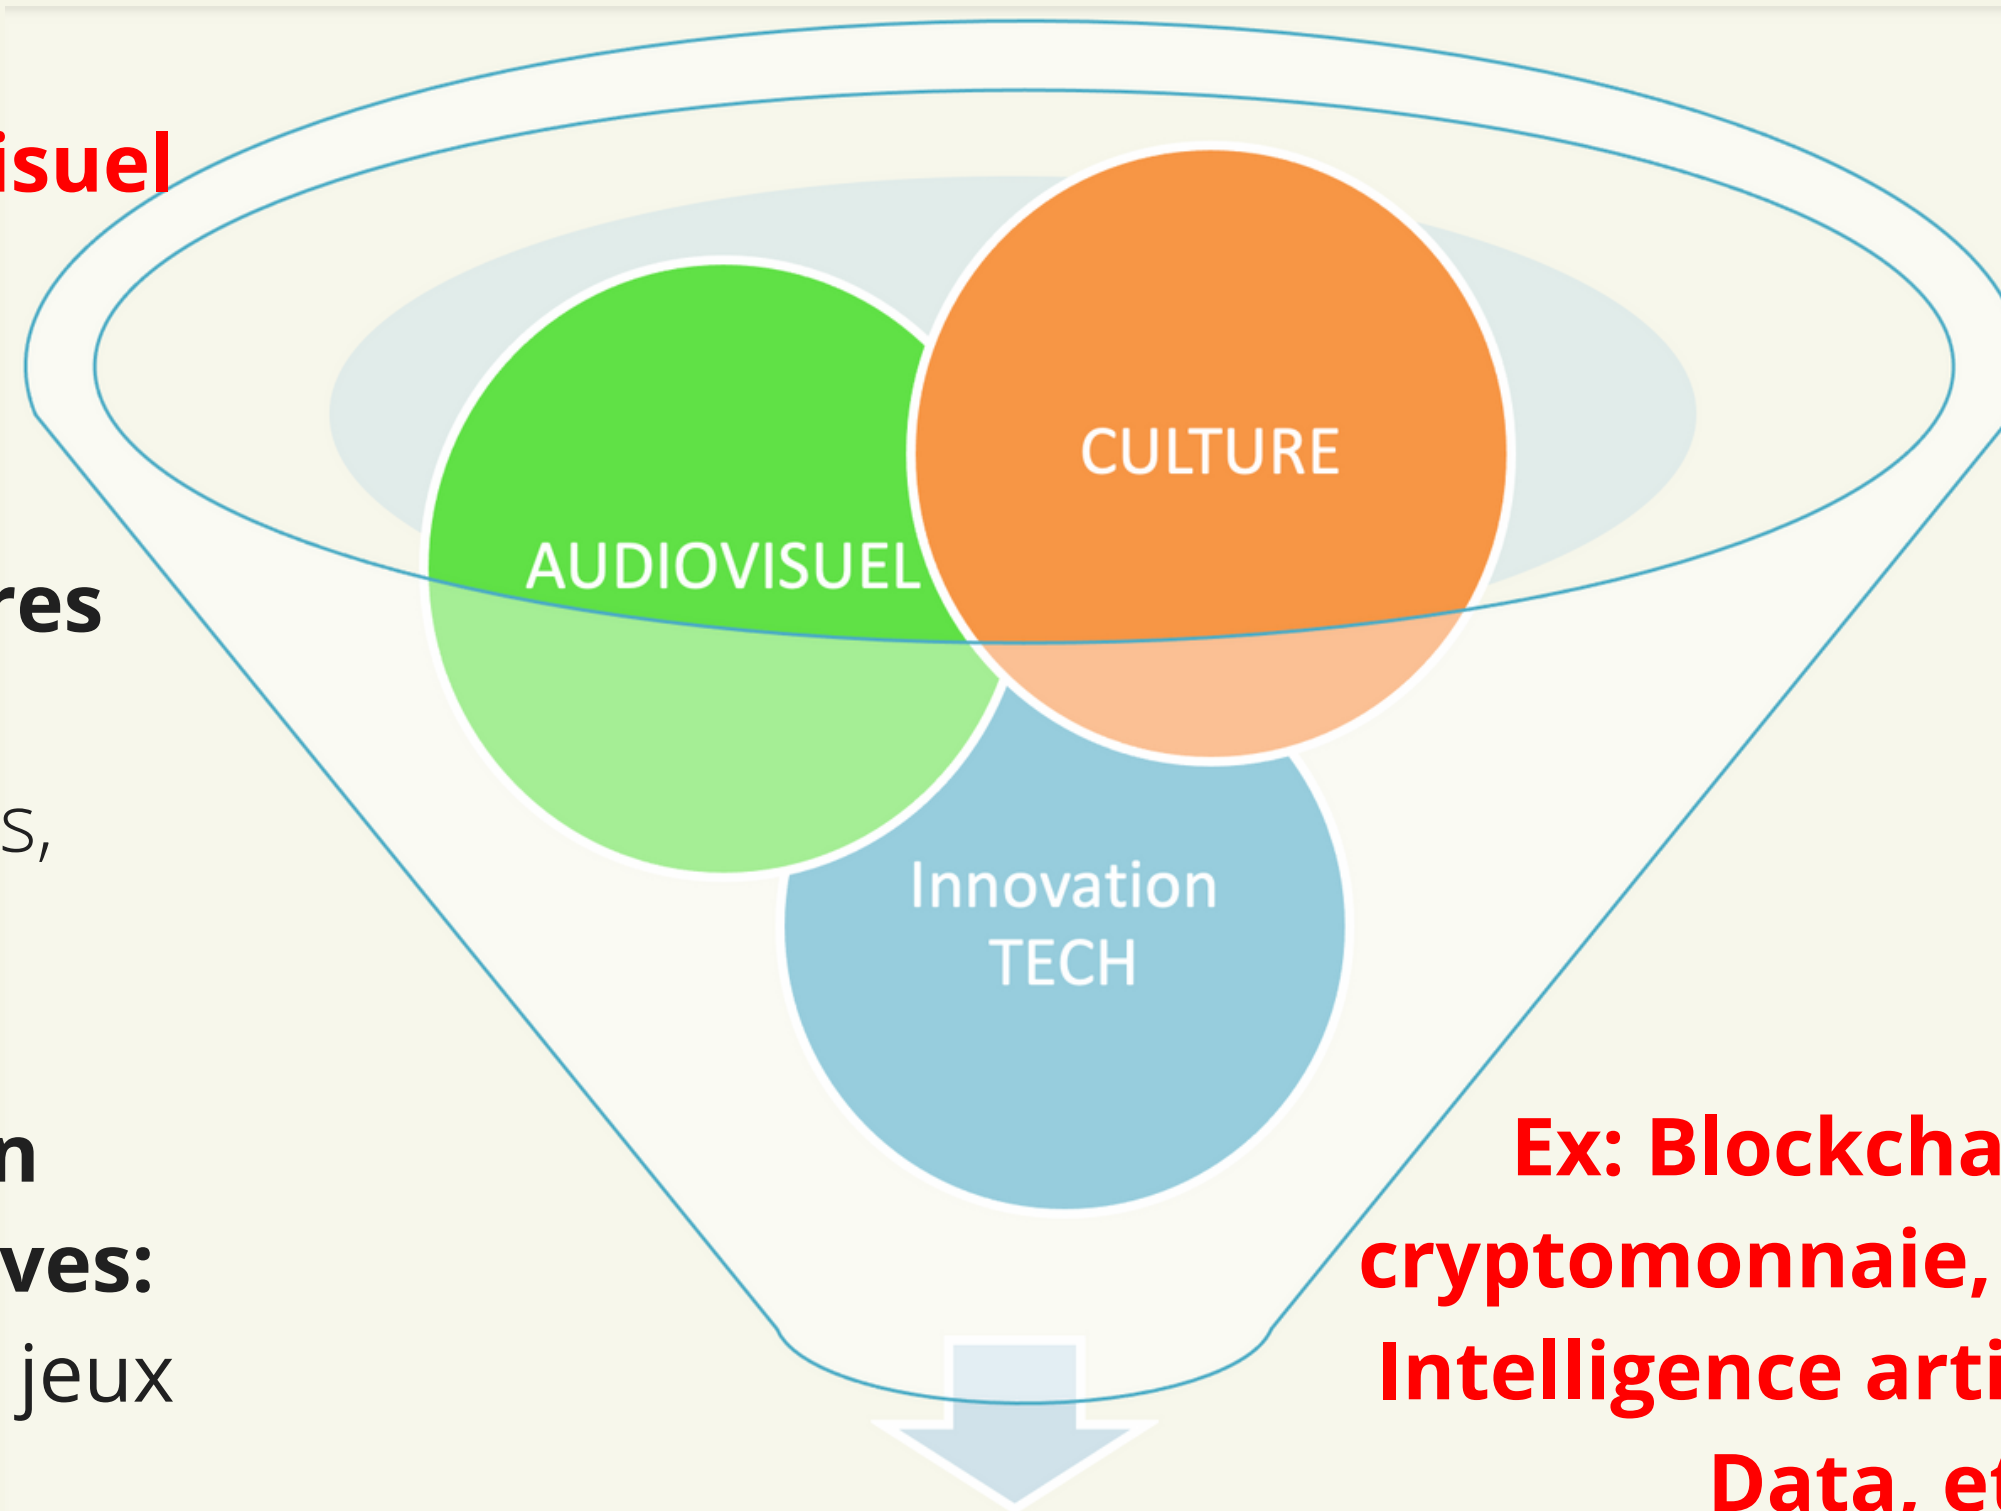 isuel
res
s,
n
ves:
jeux
CULTURE
AUDIOVISUEL
Innovation
TECH
Ex: Blockcha
cryptomonnaie,
Intelligence arti
Data, et